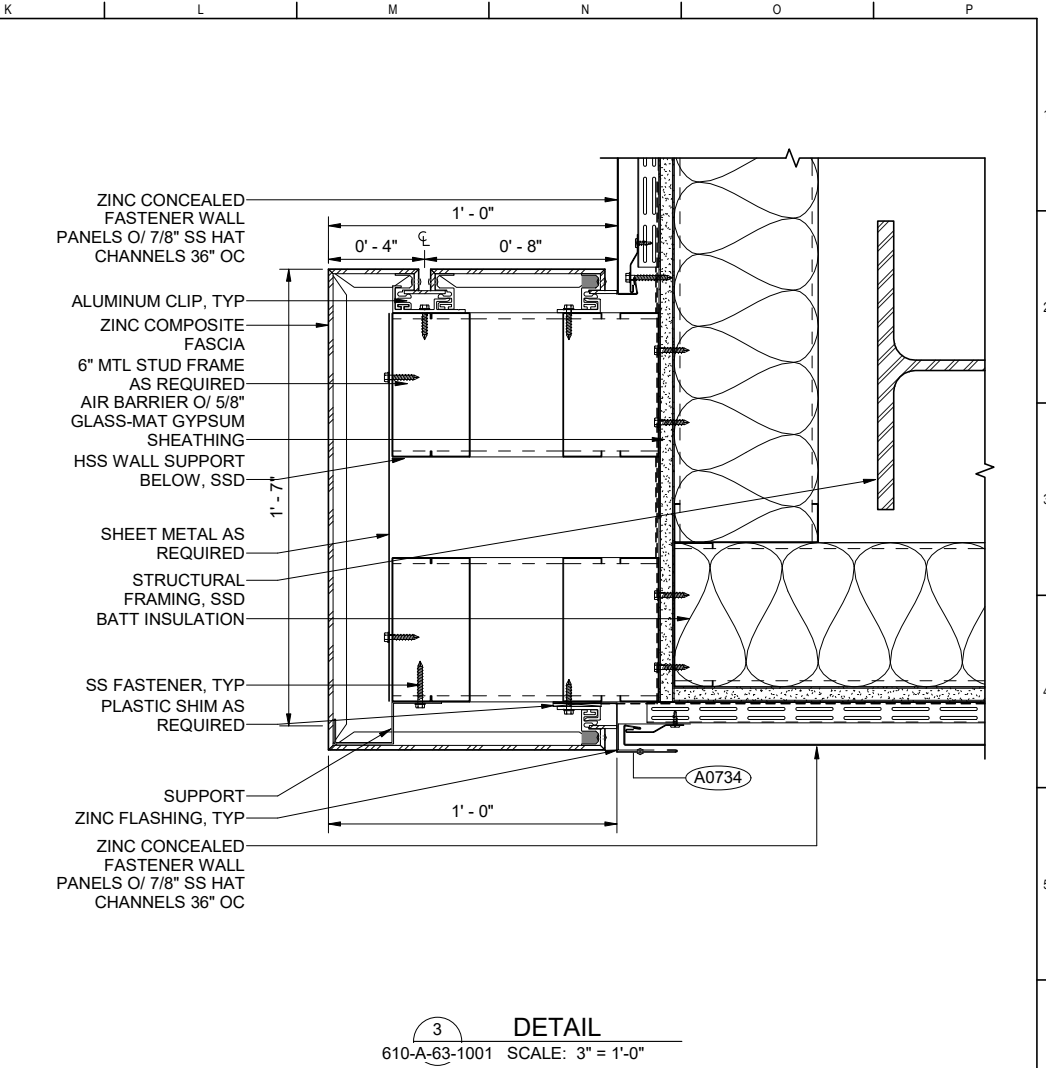 K
L
M
N
O
P
ZINC CONCEALED
FASTENER WALL
PANELS O/ 7/8" SS HAT
CHANNELS 36" OC
1' - 0"
0' - 4"
℄
0' - 8"
ALUMINUM CLIP, TYP
ZINC COMPOSITE
FASCIA
6" MTL STUD FRAME
AS REQUIRED
AIR BARRIER O/ 5/8"
GLASS-MAT GYPSUM
SHEATHING
HSS WALL SUPPORT
BELOW, SSD
1' - 7"
SHEET METAL AS
REQUIRED
STRUCTURAL
FRAMING, SSD
BATT INSULATION
SS FASTENER, TYP
PLASTIC SHIM AS
REQUIRED
SUPPORT
ZINC FLASHING, TYP
A0734
1' - 0"
ZINC CONCEALED
FASTENER WALL
PANELS O/ 7/8" SS HAT
CHANNELS 36" OC
2
3
4
5
3
DETAIL
610-A-63-1001 SCALE: 3" = 1'-0"